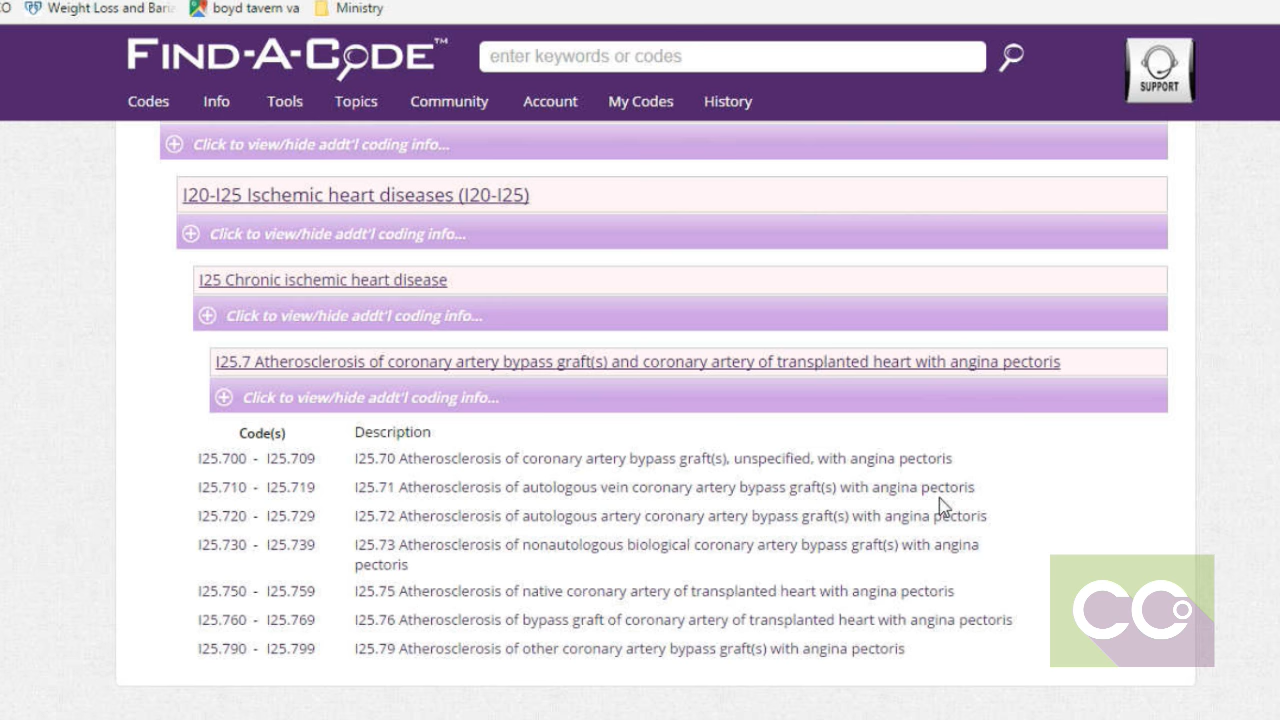 Weight Loss and Bari
boyd tavern va
Ministry
FIND-A-CODE™
enter keywords or codes
SUPPORT
Codes Info Tools Topics Community Account My Codes History
Click to view/hide addt'l coding info...
I20-I25 Ischemic heart diseases (I20-I25)
Click to view/hide addt'l coding info...
I25 Chronic ischemic heart disease
Click to view/hide addt'l coding info...
I25.7 Atherosclerosis of coronary artery bypass graft(s) and coronary artery of transplanted heart with angina pectoris
Click to view/hide addt'l coding info...
Code(s) Description
I25.700 - I25.709 I25.70 Atherosclerosis of coronary artery bypass graft(s), unspecified, with angina pectoris
I25.710 - I25.719 I25.71 Atherosclerosis of autologous vein coronary artery bypass graft(s) with angina pectoris
I25.720 - I25.729 I25.72 Atherosclerosis of autologous artery coronary artery bypass graft(s) with angina pectoris
I25.730 - I25.739 I25.73 Atherosclerosis of nonautologous biological coronary artery bypass graft(s) with angina
pectoris
I25.750 - I25.759 I25.75 Atherosclerosis of native coronary artery of transplanted heart with angina pectoris
I25.760 - I25.769 I25.76 Atherosclerosis of bypass graft of coronary artery of transplanted heart with angina pectoris
I25.790 - I25.799 I25.79 Atherosclerosis of other coronary artery bypass graft(s) with angina pectoris
CCO